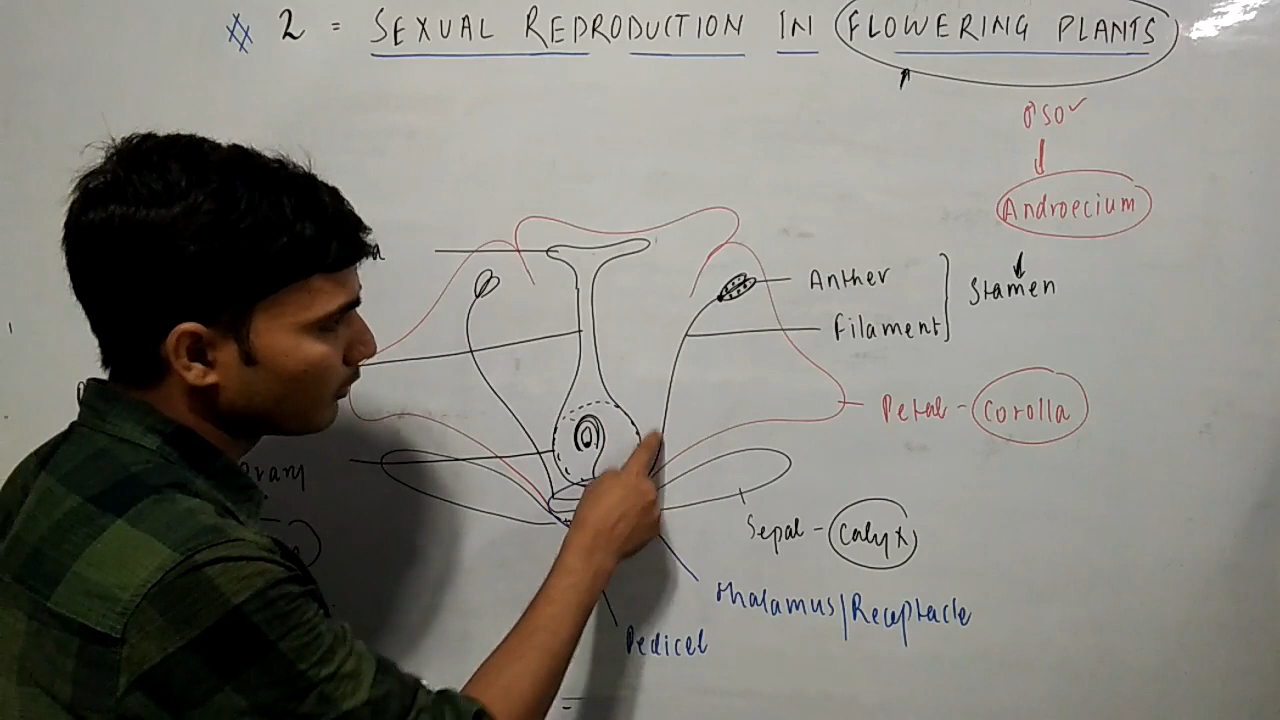 2 = SEXUAL REPRODUCTION IN FLOWERING PLANTS
♂SO✓
Androecium
Anther
Filament
Stamen
Petal - Corolla
Sepal - Calyx
Thalamus/Receptacle
Pedicel